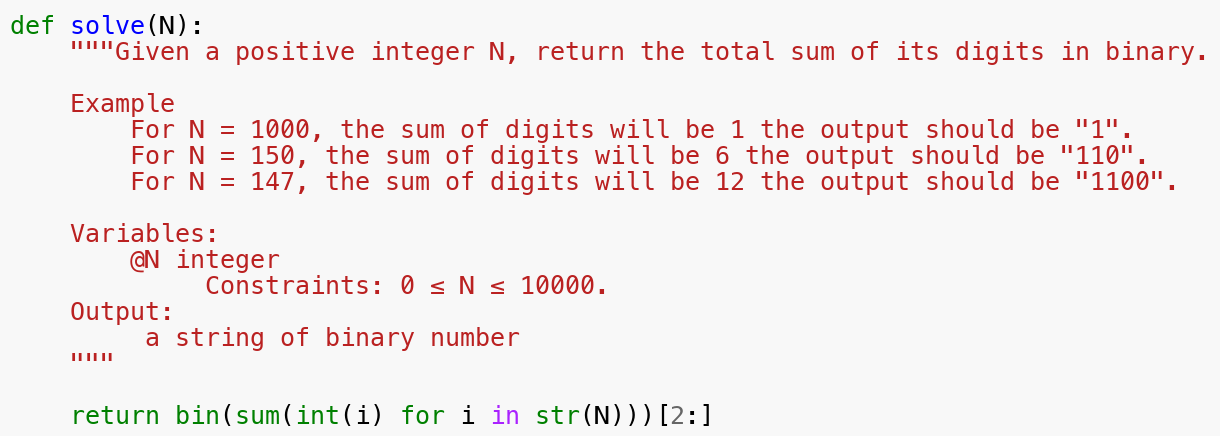 def solve(N):
    """Given a positive integer N, return the total sum of its digits in binary.

    Example
        For N = 1000, the sum of digits will be 1 the output should be "1".
        For N = 150, the sum of digits will be 6 the output should be "110".
        For N = 147, the sum of digits will be 12 the output should be "1100".

    Variables:
        @N integer
             Constraints: 0 ≤ N ≤ 10000.
    Output:
         a string of binary number
    """

    return bin(sum(int(i) for i in str(N)))[2:]